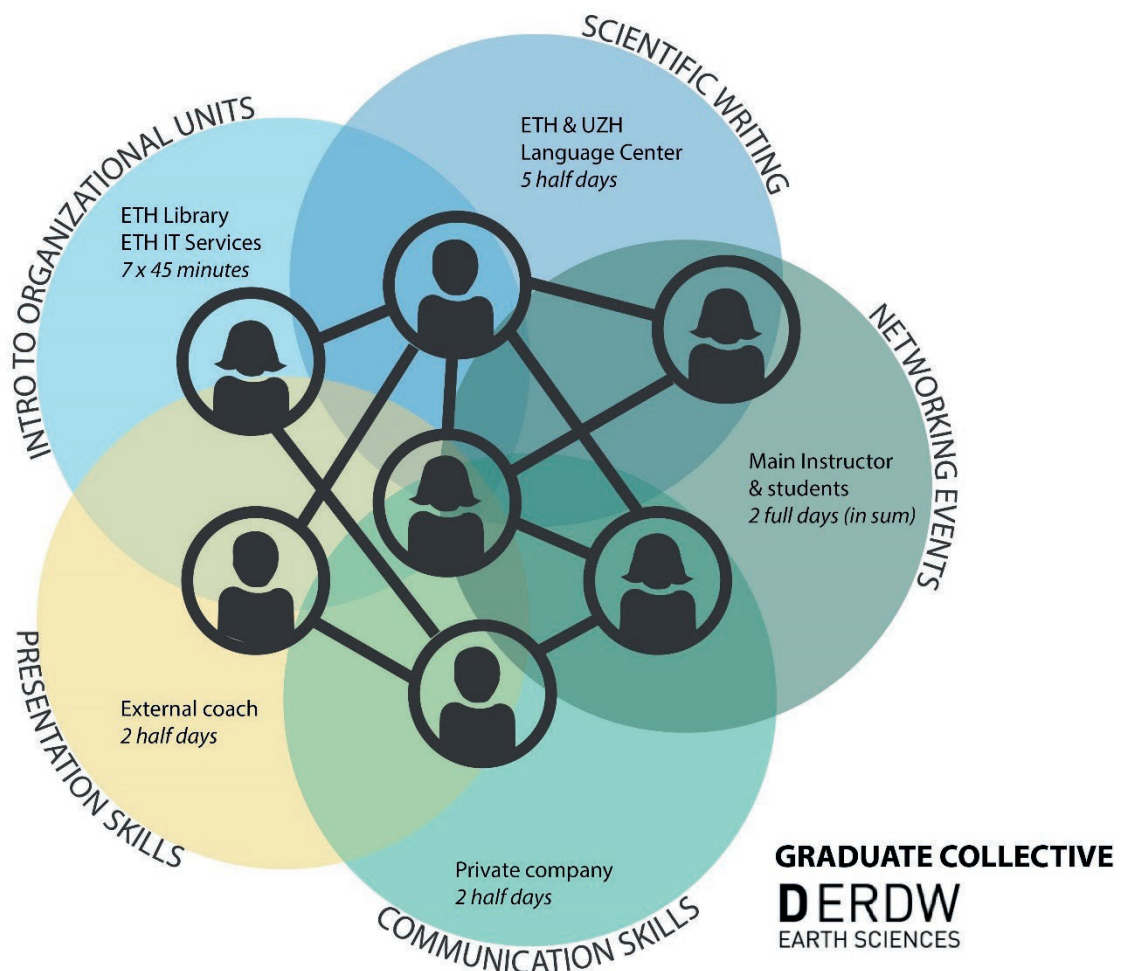 SCIENTIFIC WRITING
ETH & UZH
Language Center
5 half days
INTRO TO ORGANIZATIONAL UNITS
ETH Library
ETH IT Services
7 x 45 minutes
NETWORKING EVENTS
Main Instructor
& students
2 full days (in sum)
PRESENTATION SKILLS
External coach
2 half days
Private company
2 half days
COMMUNICATION SKILLS
GRADUATE COLLECTIVE
DERDW
EARTH SCIENCES